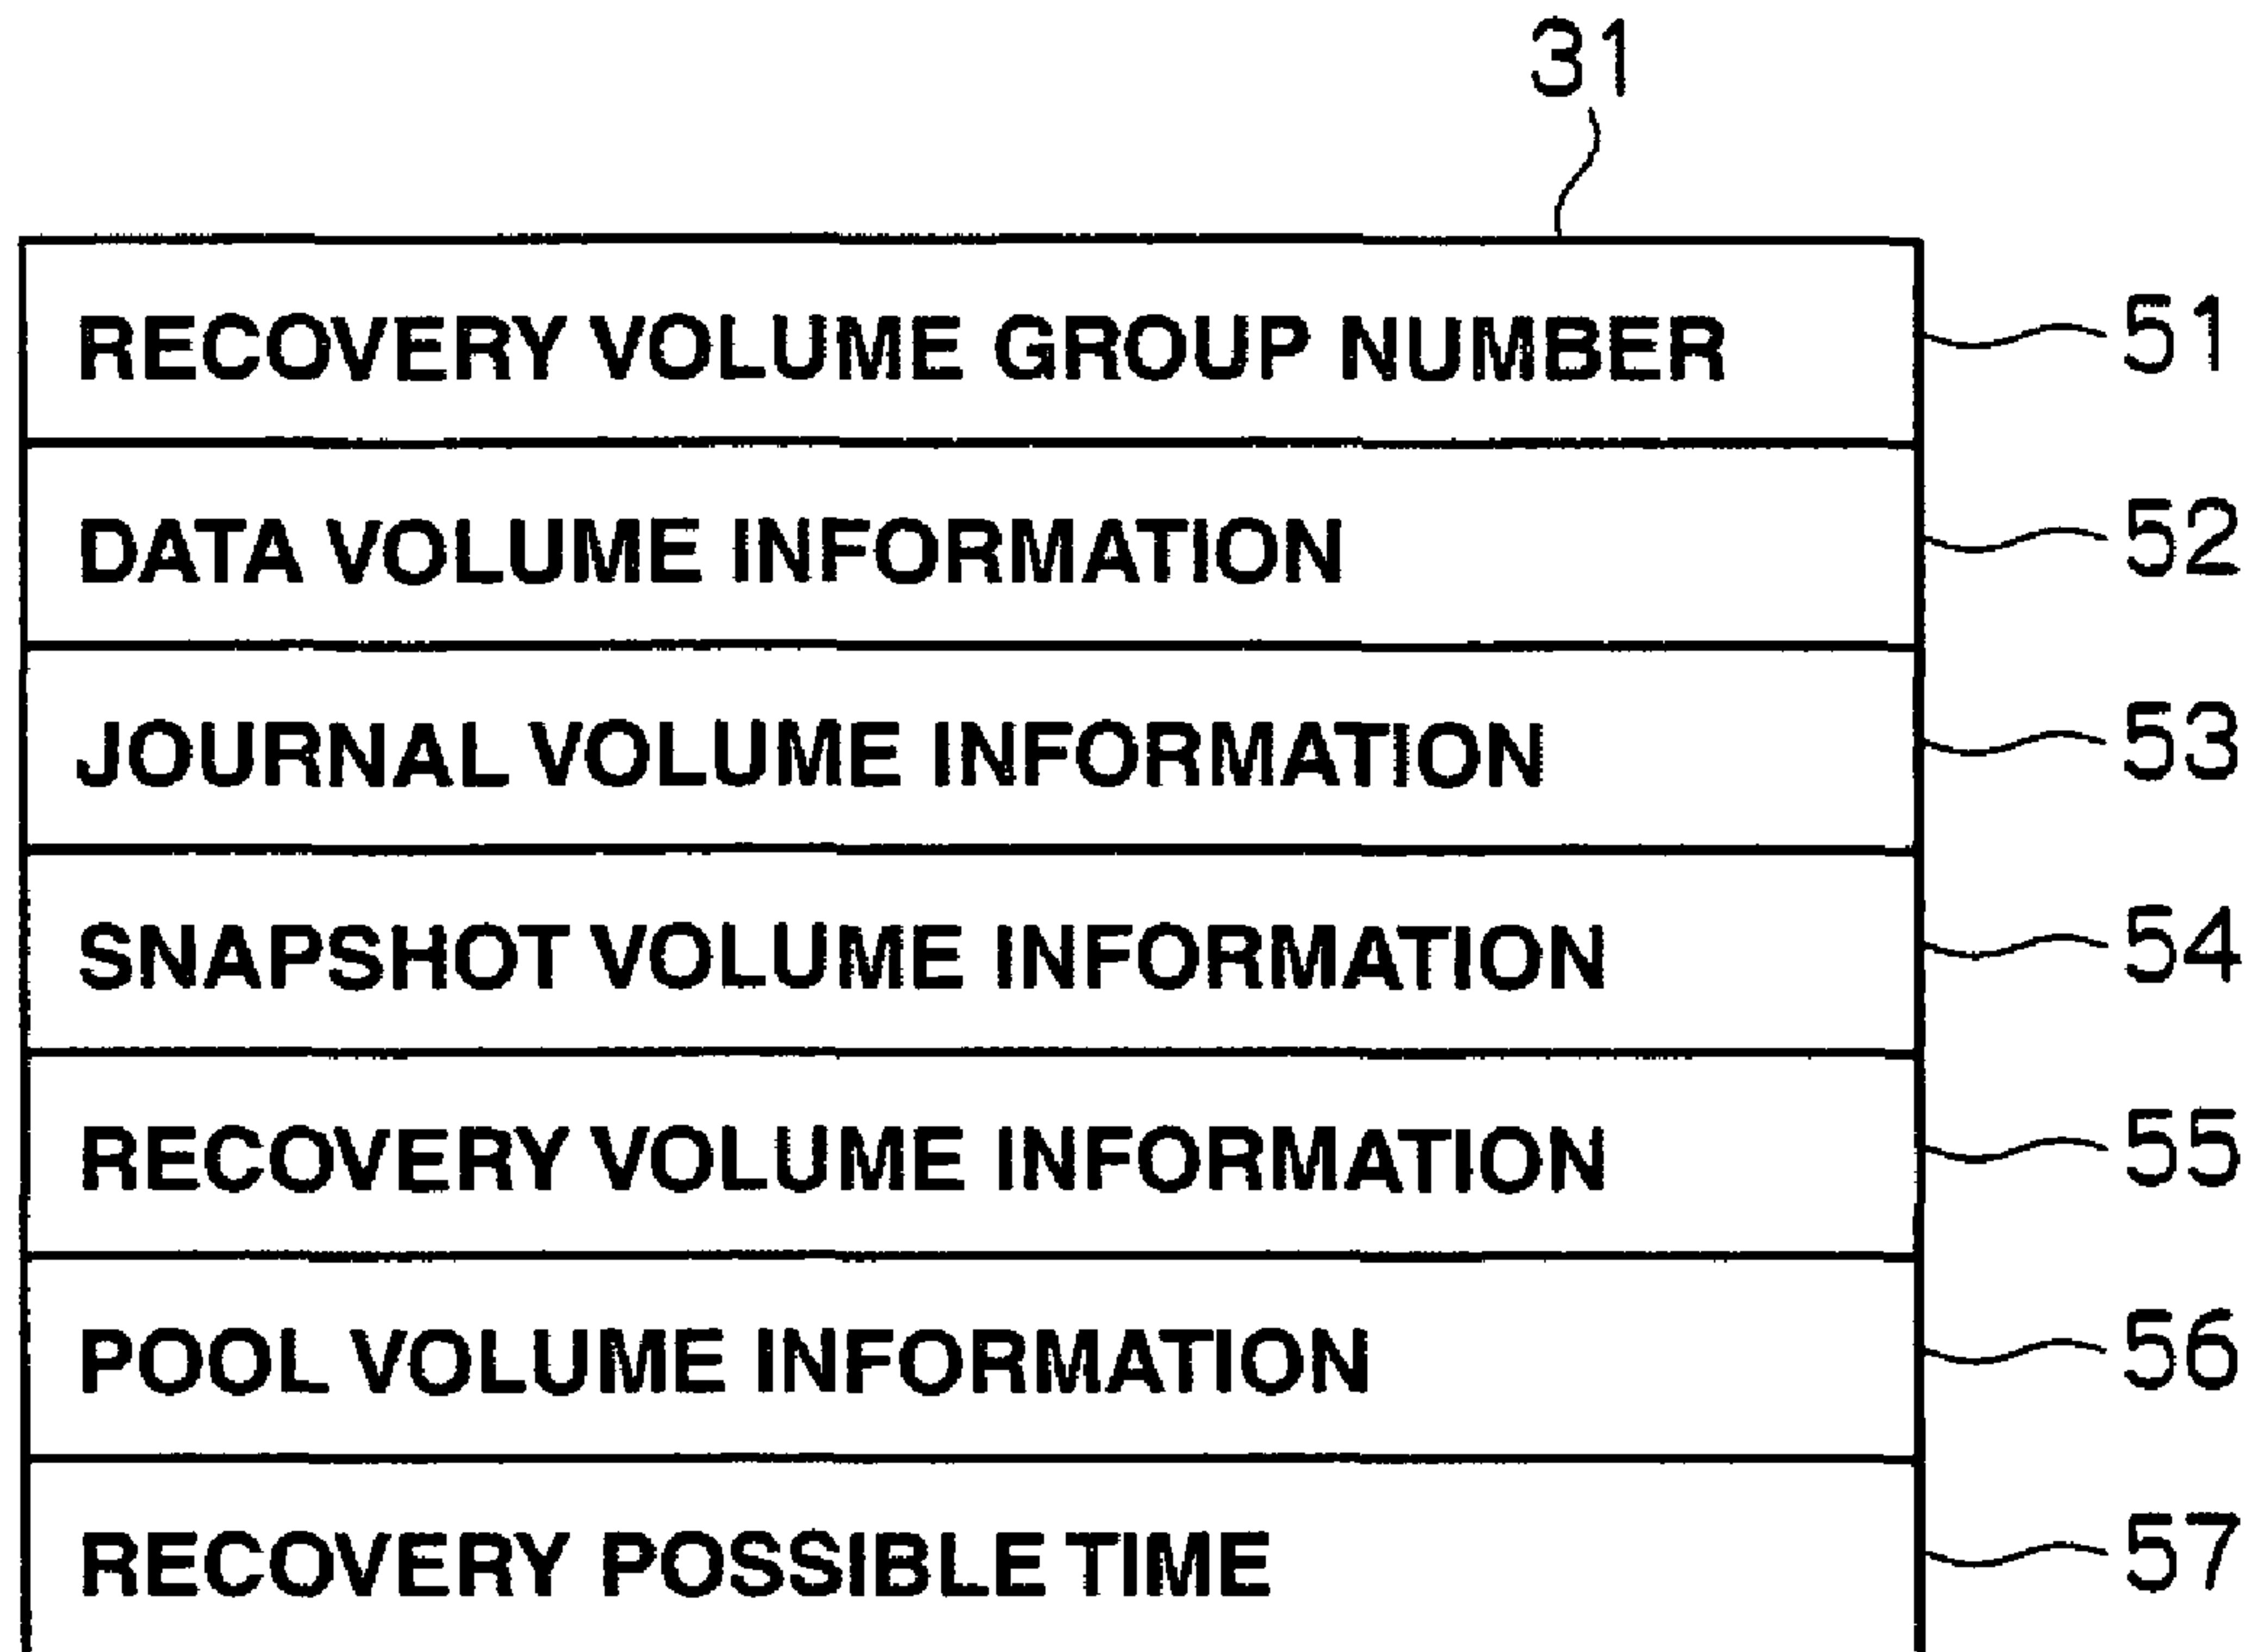 31
RECOVERY VOLUME GROUP NUMBER 51
DATA VOLUME INFORMATION 52
JOURNAL VOLUME INFORMATION 53
SNAPSHOT VOLUME INFORMATION 54
RECOVERY VOLUME INFORMATION 55
POOL VOLUME INFORMATION 56
RECOVERY POSSIBLE TIME 57